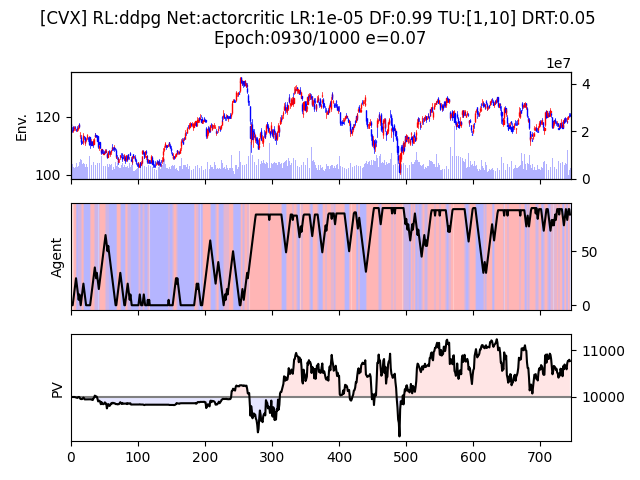 [CVX] RL:ddpg Net:actorcritic LR:1e-05 DF:0.99 TU:[1,10] DRT:0.05
Epoch:0930/1000 e=0.07
1e7
Env.
120
100
4
2
0
Agent
50
0
PV
11000
10000
0 100 200 300 400 500 600 700